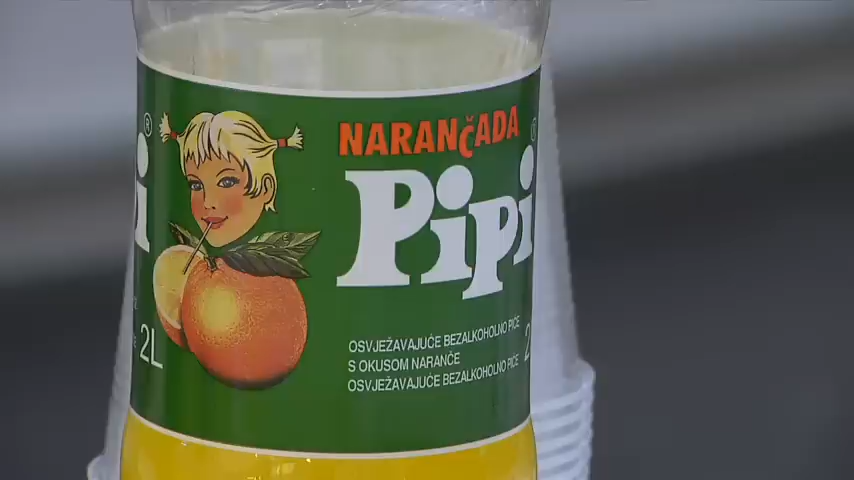 NARANČADA
Pipi
2L
OSVJEŽAVAJUĆE BEZALKOHOLNO PIĆE
S OKUSOM NARANČE
OSVJEŽAVAJUĆE BEZALKOHOLNO PIĆE